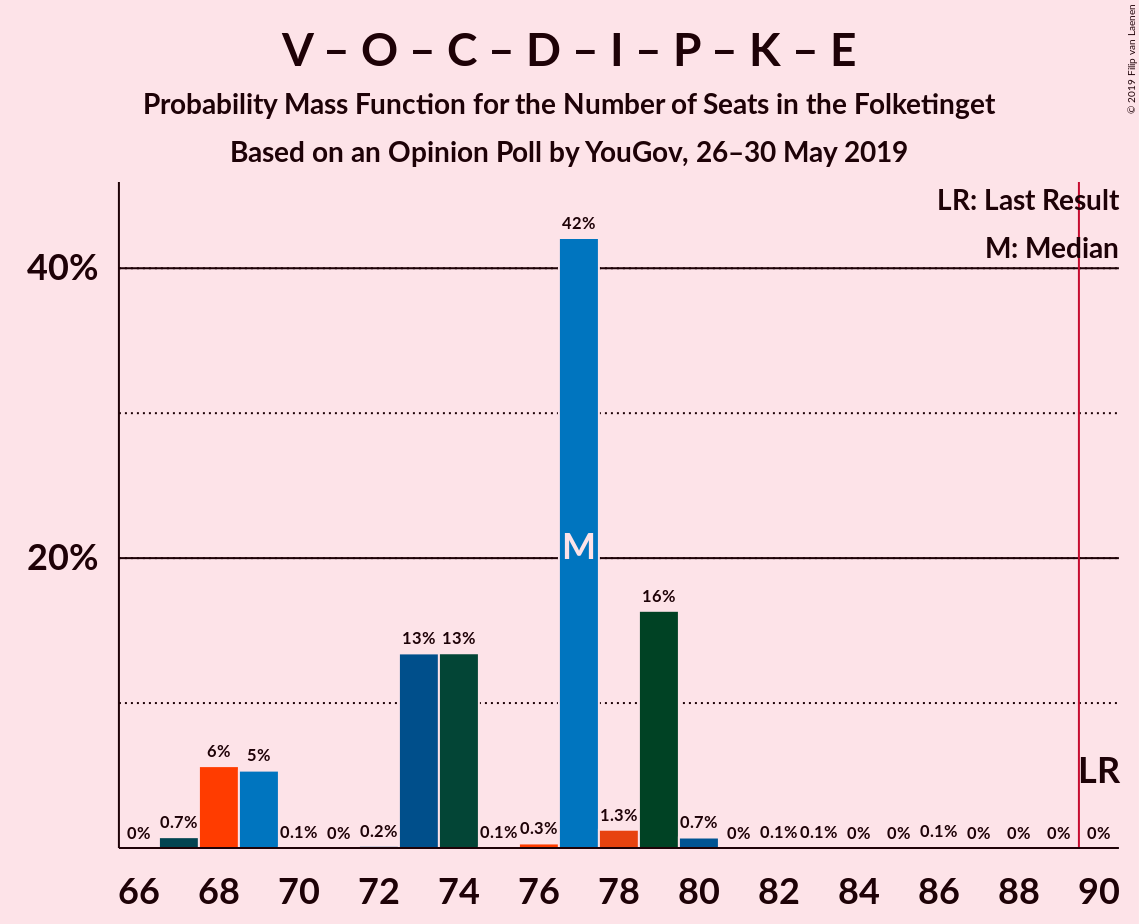 V – O – C – D – I – P – K – E
Probability Mass Function for the Number of Seats in the Folketinget
Based on an Opinion Poll by YouGov, 26–30 May 2019
© 2019 Filip van Laenen
LR: Last Result
M: Median
40%
20%
42%
M
16%
13% 13%
6% 5%
0% 0.7% 0.1% 0% 0.2% 0.1% 0.3% 1.3% 0.7% 0% 0.1% 0.1% 0% 0% 0.1% 0% 0% 0% 0%
LR
66 68 70 72 74 76 78 80 82 84 86 88 90